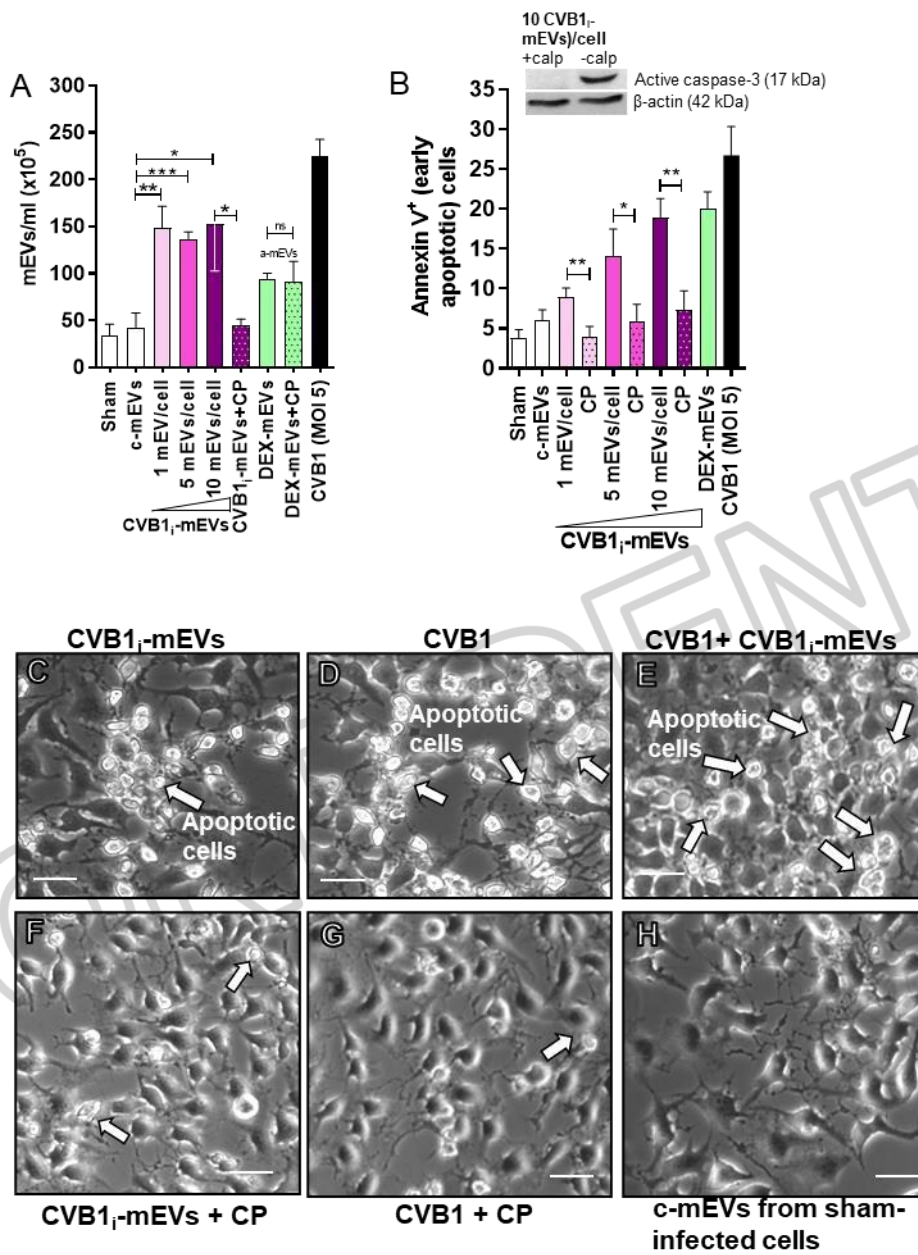 10 CVB1i-
mEVs)/cell
+calp -calp
Active caspase-3 (17 kDa)
β-actin (42 kDa)
A
mEVs/ml (x10⁵)
300
250
200
150
100
50
0
*
***
**
*
ns
a-mEVs
Sham
c-mEVs
1 mEV/cell
5 mEVs/cell
10 mEVs/cell
CVB1i-mEVs+CP
DEX-mEVs
DEX-mEVs+CP
CVB1 (MOI 5)
CVB1i-mEVs
B
Annexin V⁺ (early
apoptotic) cells
35
30
25
20
15
10
5
0
**
*
**
Sham
c-mEVs
1 mEV/cell
CP
5 mEVs/cell
CP
10 mEVs/cell
CP
DEX-mEVs
CVB1 (MOI 5)
CVB1i-mEVs
CVB1i-mEVs
C
Apoptotic
cells
CVB1
D
Apoptotic
cells
CVB1+ CVB1i-mEVs
E
Apoptotic
cells
F
CVB1i-mEVs + CP
G
CVB1 + CP
H
c-mEVs from sham-
infected cells